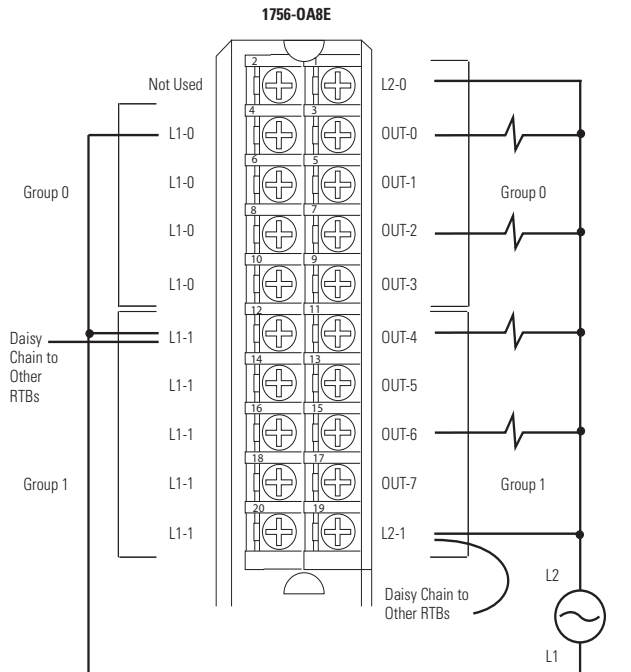 1756-OA8E
2 1
Not Used L2-0
4 3
L1-0 OUT-0
6 5
Group 0 L1-0 OUT-1 Group 0
8 7
L1-0 OUT-2
10 9
L1-0 OUT-3
12 11
L1-1 OUT-4
Daisy
Chain to
Other
RTBs
14 13
L1-1 OUT-5
16 15
L1-1 OUT-6
18 17
Group 1 L1-1 OUT-7 Group 1
20 19
L1-1 L2-1
Daisy Chain to
Other RTBs
L2
L1